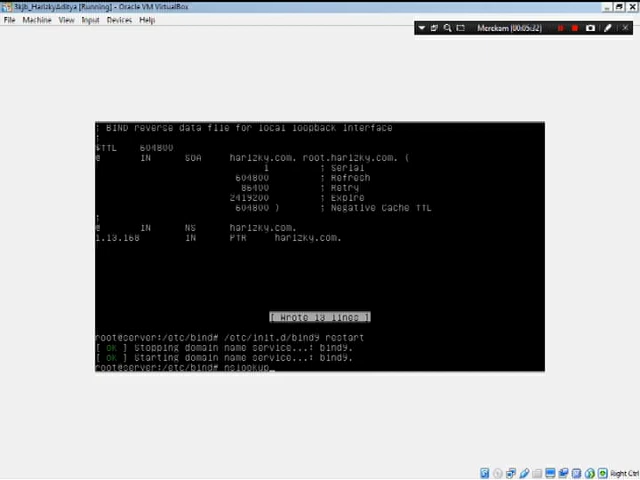 3kjb_HarizkyAditya [Running] - Oracle VM VirtualBox
File Machine View Input Devices Help
Merekam [00:05:32]
; BIND reverse data file for local loopback interface
;
$TTL 604800
@ IN SOA harizky.com. root.harizky.com. (
1 ; Serial
604800 ; Refresh
86400 ; Retry
2419200 ; Expire
604800 ) ; Negative Cache TTL
;
@ IN NS harizky.com.
1.13.168 IN PTR harizky.com.
[ Wrote 13 lines ]
root@server:/etc/bind# /etc/init.d/bind9 restart
[ ok ] Stopping domain name service...: bind9.
[ ok ] Starting domain name service...: bind9.
root@server:/etc/bind# nslookup_
Right Ctrl